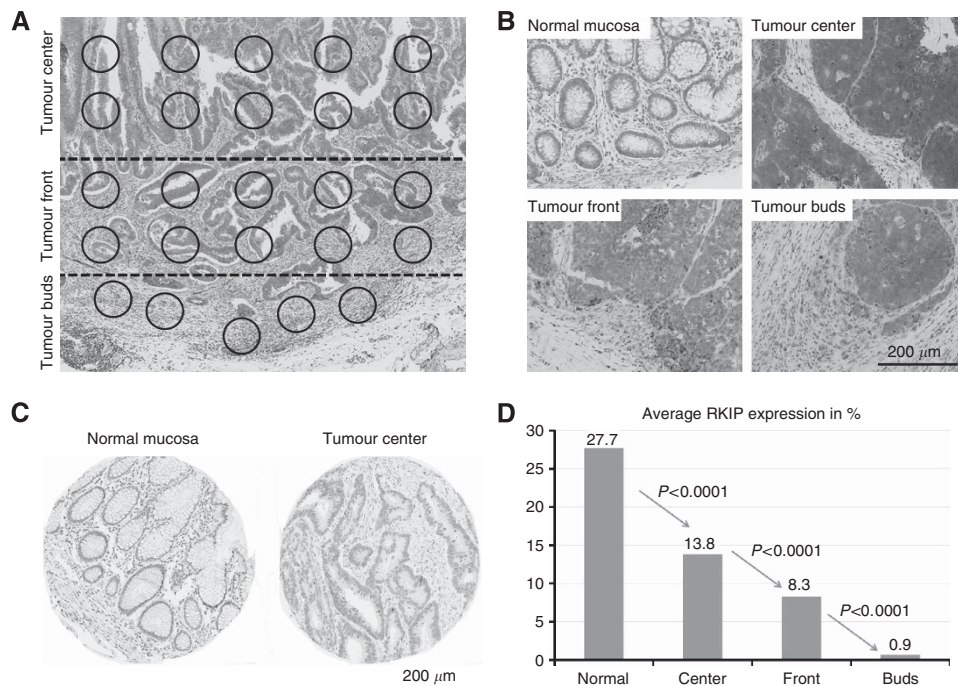 A
Tumour center
Tumour front
Tumour buds
B
Normal mucosa
Tumour center
Tumour front
Tumour buds
200 μm
C
Normal mucosa
Tumour center
200 μm
D
Average RKIP expression in %
30
25
20
15
10
5
0
27.7
P<0.0001
13.8
P<0.0001
8.3
P<0.0001
0.9
Normal
Center
Front
Buds